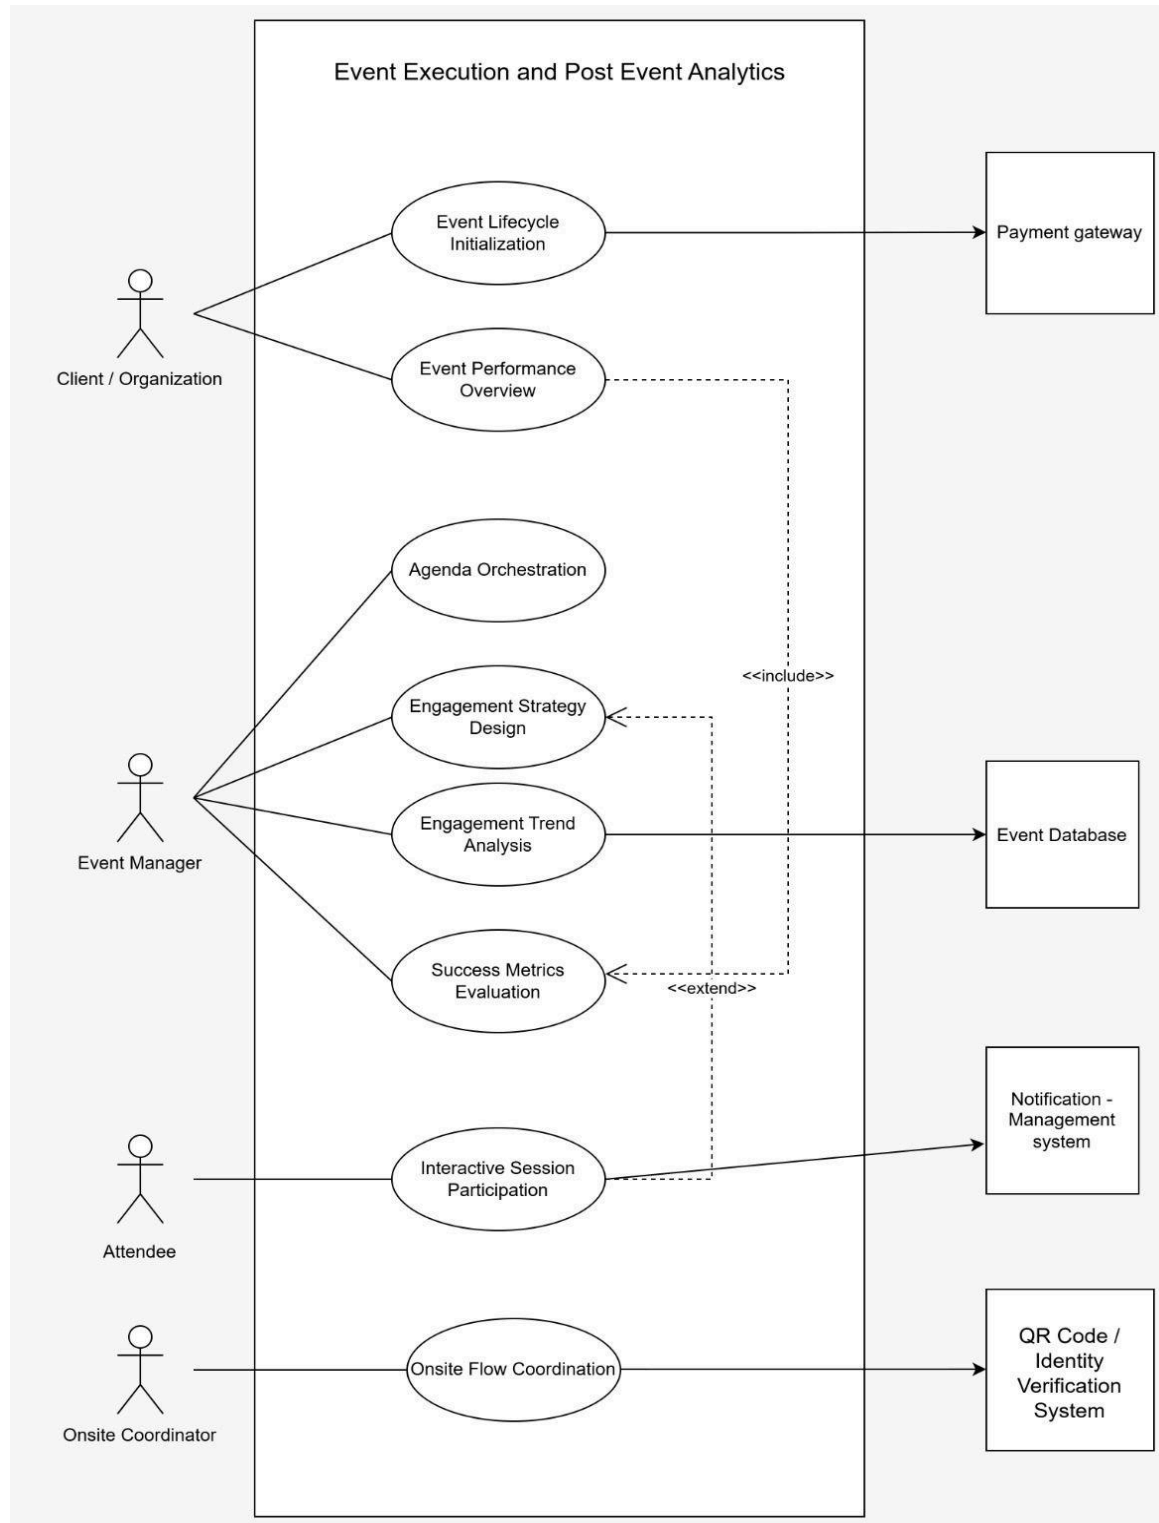 Event Execution and Post Event Analytics
Event Lifecycle
Initialization
Payment gateway
Client / Organization
Event Performance
Overview
Agenda Orchestration
<<include>>
Engagement Strategy
Design
Event Manager
Engagement Trend
Analysis
Event Database
Success Metrics
Evaluation
<<extend>>
Notification -
Management
system
Interactive Session
Participation
Attendee
Onsite Flow Coordination
QR Code /
Identity
Verification
System
Onsite Coordinator